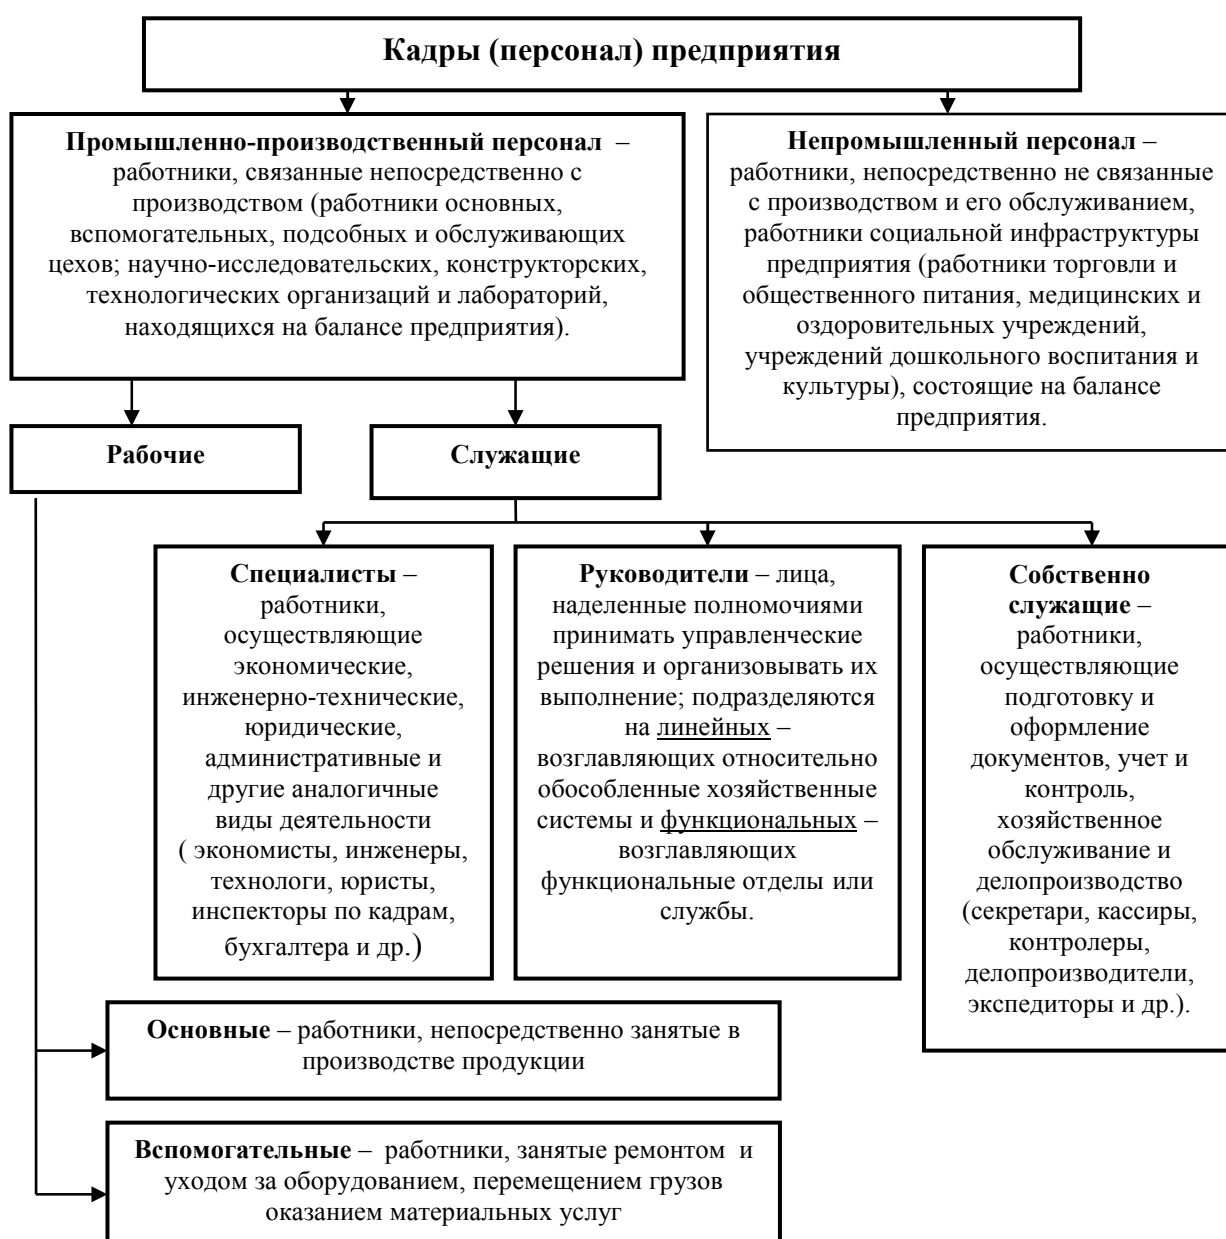 Кадры (персонал) предприятия
Промышленно-производственный персонал –
работники, связанные непосредственно с
производством (работники основных,
вспомогательных, подсобных и обслуживающих
цехов; научно-исследовательских, конструкторских,
технологических организаций и лабораторий,
находящихся на балансе предприятия).
Непромышленный персонал –
работники, непосредственно не связанные
с производством и его обслуживанием,
работники социальной инфраструктуры
предприятия (работники торговли и
общественного питания, медицинских и
оздоровительных учреждений,
учреждений дошкольного воспитания и
культуры), состоящие на балансе
предприятия.
Рабочие
Служащие
Специалисты –
работники,
осуществляющие
экономические,
инженерно-технические,
юридические,
административные и
другие аналогичные
виды деятельности
( экономисты, инженеры,
технологи, юристы,
инспекторы по кадрам,
бухгалтера и др.)
Руководители – лица,
наделенные полномочиями
принимать управленческие
решения и организовывать их
выполнение; подразделяются
на линейных –
возглавляющих относительно
обособленные хозяйственные
системы и функциональных –
возглавляющих
функциональные отделы или
службы.
Собственно
служащие –
работники,
осуществляющие
подготовку и
оформление
документов, учет и
контроль,
хозяйственное
обслуживание и
делопроизводство
(секретари, кассиры,
контролеры,
делопроизводители,
экспедиторы и др.).
Основные – работники, непосредственно занятые в
производстве продукции
Вспомогательные – работники, занятые ремонтом и
уходом за оборудованием, перемещением грузов
оказанием материальных услуг